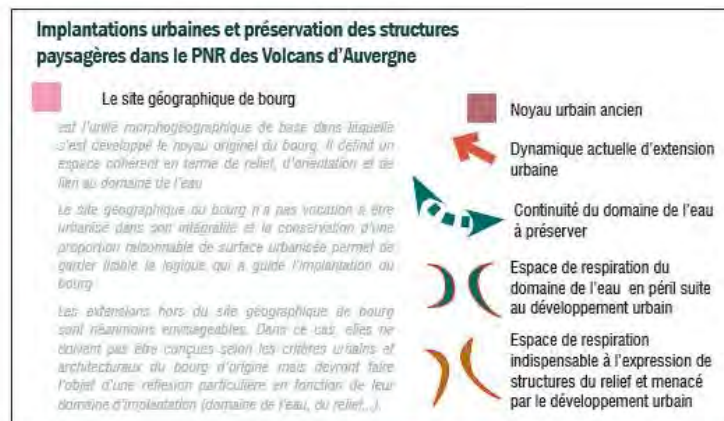 Implantations urbaines et préservation des structures
paysagères dans le PNR des Volcans d'Auvergne
Le site géographique de bourg
est l'unité morphogéographique de base dans laquelle
s'est développé le noyau originel du bourg. Il définit un
espace cohérent en terme de relief, d'orientation et de
lien au domaine de l'eau
Le site géographique du bourg n'a pas vocation à être
urbanisé dans son intégralité et la conservation d'une
proportion raisonnable de surface urbanisée permet de
garder lisible la logique qui a guidé l'implantation du
bourg
Les extensions hors du site géographique de bourg
sont néanmoins envisageables. Dans ce cas, elles ne
doivent pas être conçues selon les critères urbains et
architecturaux du bourg d'origine mais devront faire
l'objet d'une réflexion particulière en fonction de leur
domaine d'implantation (domaine de l'eau, du relief...).
Noyau urbain ancien
Dynamique actuelle d'extension
urbaine
Continuité du domaine de l'eau
à préserver
Espace de respiration du
domaine de l'eau en péril suite
au développement urbain
Espace de respiration
indispensable à l'expression de
structures du relief et menacé
par le développement urbain